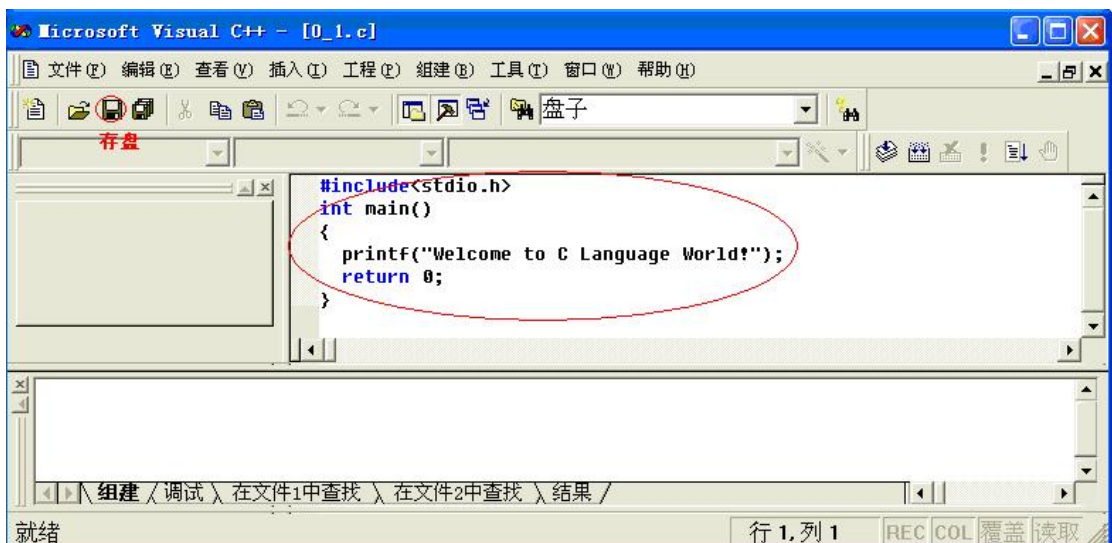 Microsoft Visual C++ - [0_1.c]
文件(F) 编辑(E) 查看(V) 插入(I) 工程(P) 组建(B) 工具(T) 窗口(W) 帮助(H)
盘子
存盘
#include<stdio.h>
int main()
{
printf("Welcome to C Language World!");
return 0;
}
组建 调试 在文件1中查找 在文件2中查找 结果
就绪 行 1, 列 1 REC COL 覆盖 读取